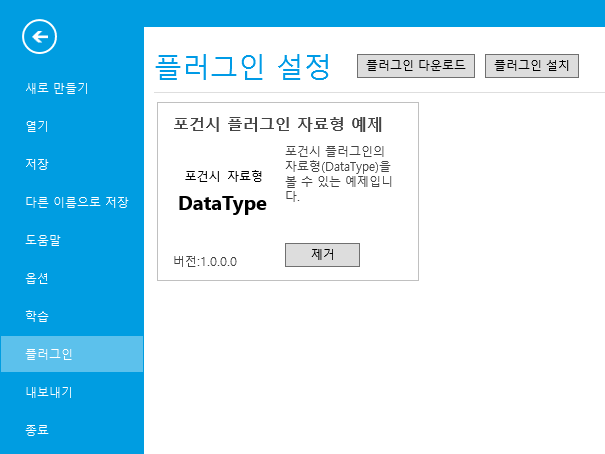 새로 만들기
열기
저장
다른 이름으로 저장
도움말
옵션
학습
플러그인
내보내기
종료
플러그인 설정
플러그인 다운로드
플러그인 설치
포건시 플러그인 자료형 예제
포건시 자료형
DataType
포건시 플러그인의
자료형(DataType)을
볼 수 있는 예제입니
다.
버전:1.0.0.0
제거